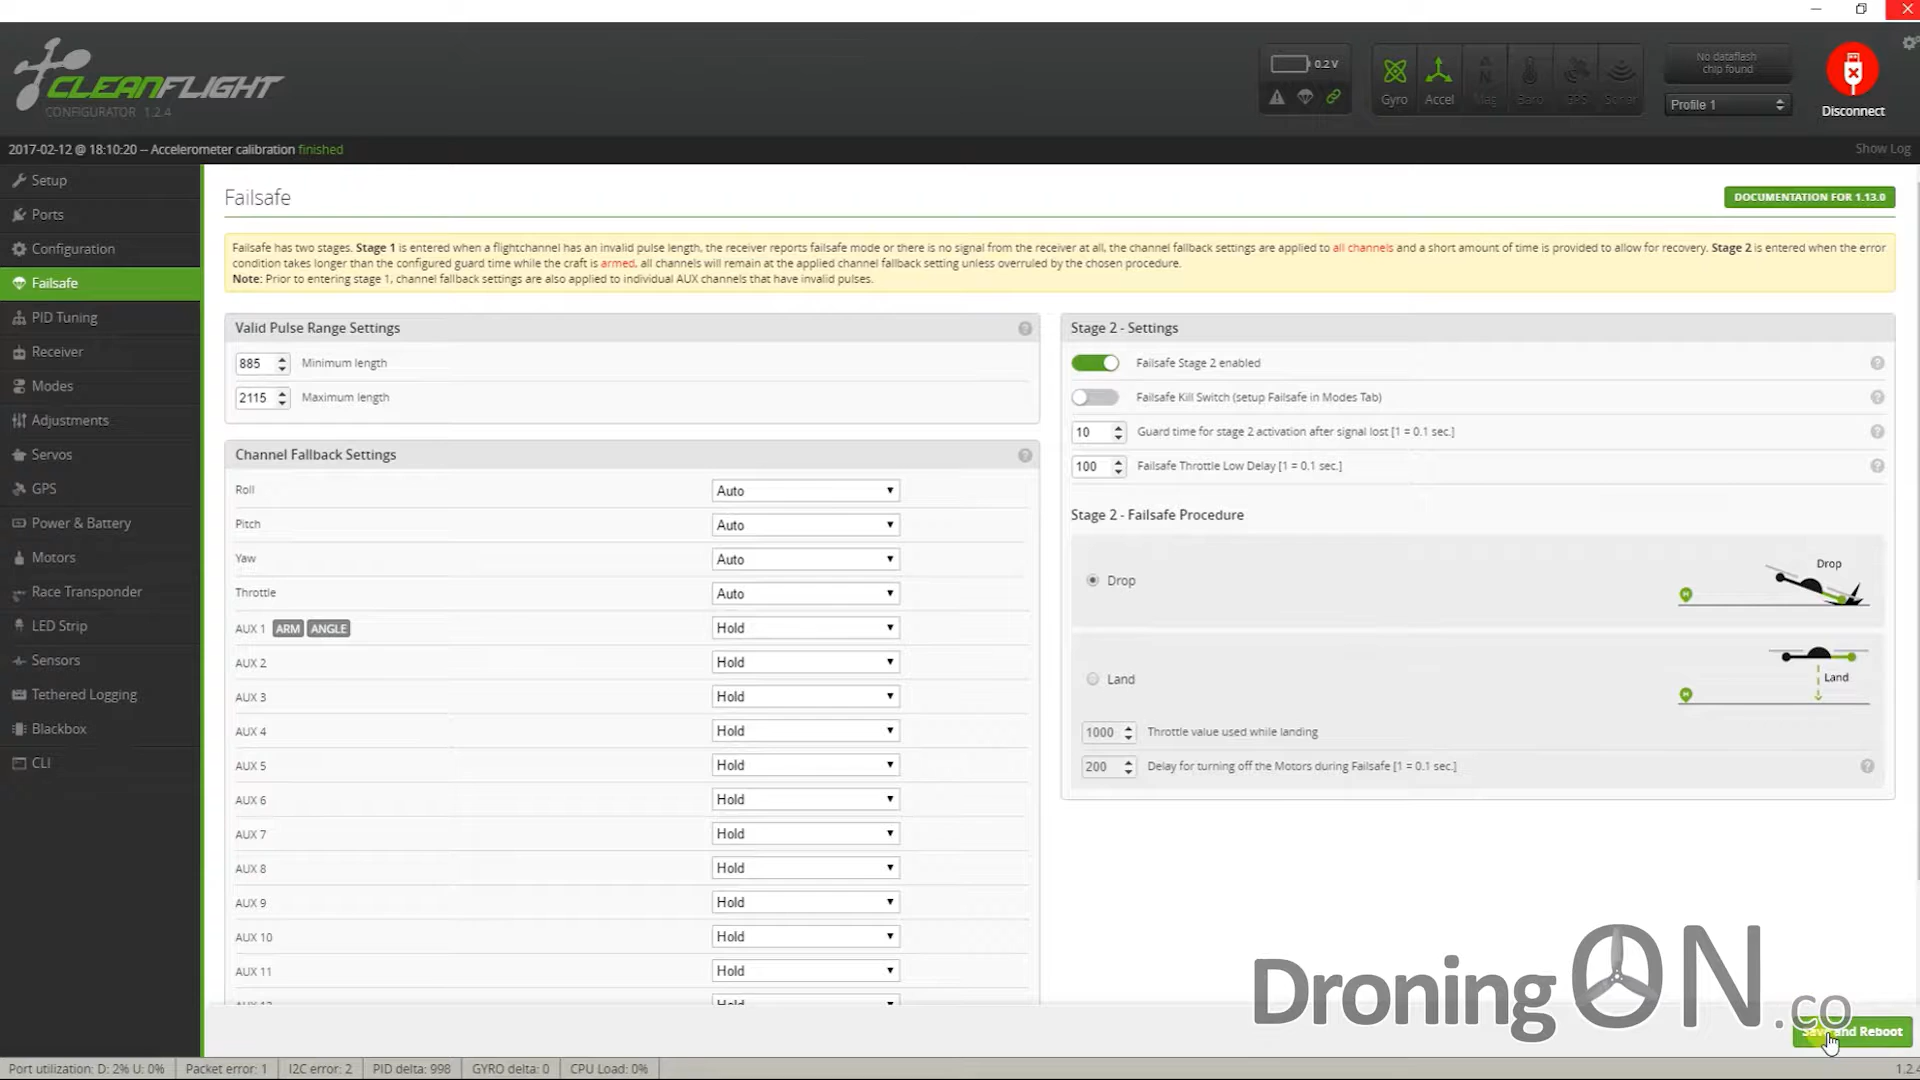 CLEANFLIGHT
CONFIGURATOR 1.2.4
0.2 V
Gyro
Accel
Mag
Baro
GPS
Sonar
No dataflash
chip found
Profile 1
Disconnect
2017-02-12 @ 18:10:20 -- Accelerometer calibration finished
Show Log
Setup
Ports
Configuration
Failsafe
PID Tuning
Receiver
Modes
Adjustments
Servos
GPS
Power & Battery
Motors
Race Transponder
LED Strip
Sensors
Tethered Logging
Blackbox
CLI
Failsafe
DOCUMENTATION FOR 1.13.0
Failsafe has two stages. Stage 1 is entered when a flightchannel has an invalid pulse length, the receiver reports failsafe mode or there is no signal from the receiver at all, the channel fallback settings are applied to all channels and a short amount of time is provided to allow for recovery. Stage 2 is entered when the error
condition takes longer than the configured guard time while the craft is armed, all channels will remain at the applied channel fallback setting unless overruled by the chosen procedure.
Note: Prior to entering stage 1, channel fallback settings are also applied to individual AUX channels that have invalid pulses.
Valid Pulse Range Settings
885 Minimum length
2115 Maximum length
Channel Fallback Settings
Roll Auto
Pitch Auto
Yaw Auto
Throttle Auto
AUX 1 ARM ANGLE Hold
AUX 2 Hold
AUX 3 Hold
AUX 4 Hold
AUX 5 Hold
AUX 6 Hold
AUX 7 Hold
AUX 8 Hold
AUX 9 Hold
AUX 10 Hold
AUX 11 Hold
AUX 12 Hold
Stage 2 - Settings
Failsafe Stage 2 enabled
Failsafe Kill Switch (setup Failsafe in Modes Tab)
10 Guard time for stage 2 activation after signal lost [1 = 0.1 sec.]
100 Failsafe Throttle Low Delay [1 = 0.1 sec.]
Stage 2 - Failsafe Procedure
Drop
Drop
Land
Land
1000 Throttle value used while landing
200 Delay for turning off the Motors during Failsafe [1 = 0.1 sec.]
DroningON.co
Save and Reboot
Port utilization: D: 2% U: 0%
Packet error: 1
I2C error: 2
PID delta: 998
GYRO delta: 0
CPU Load: 0%
1.2.4